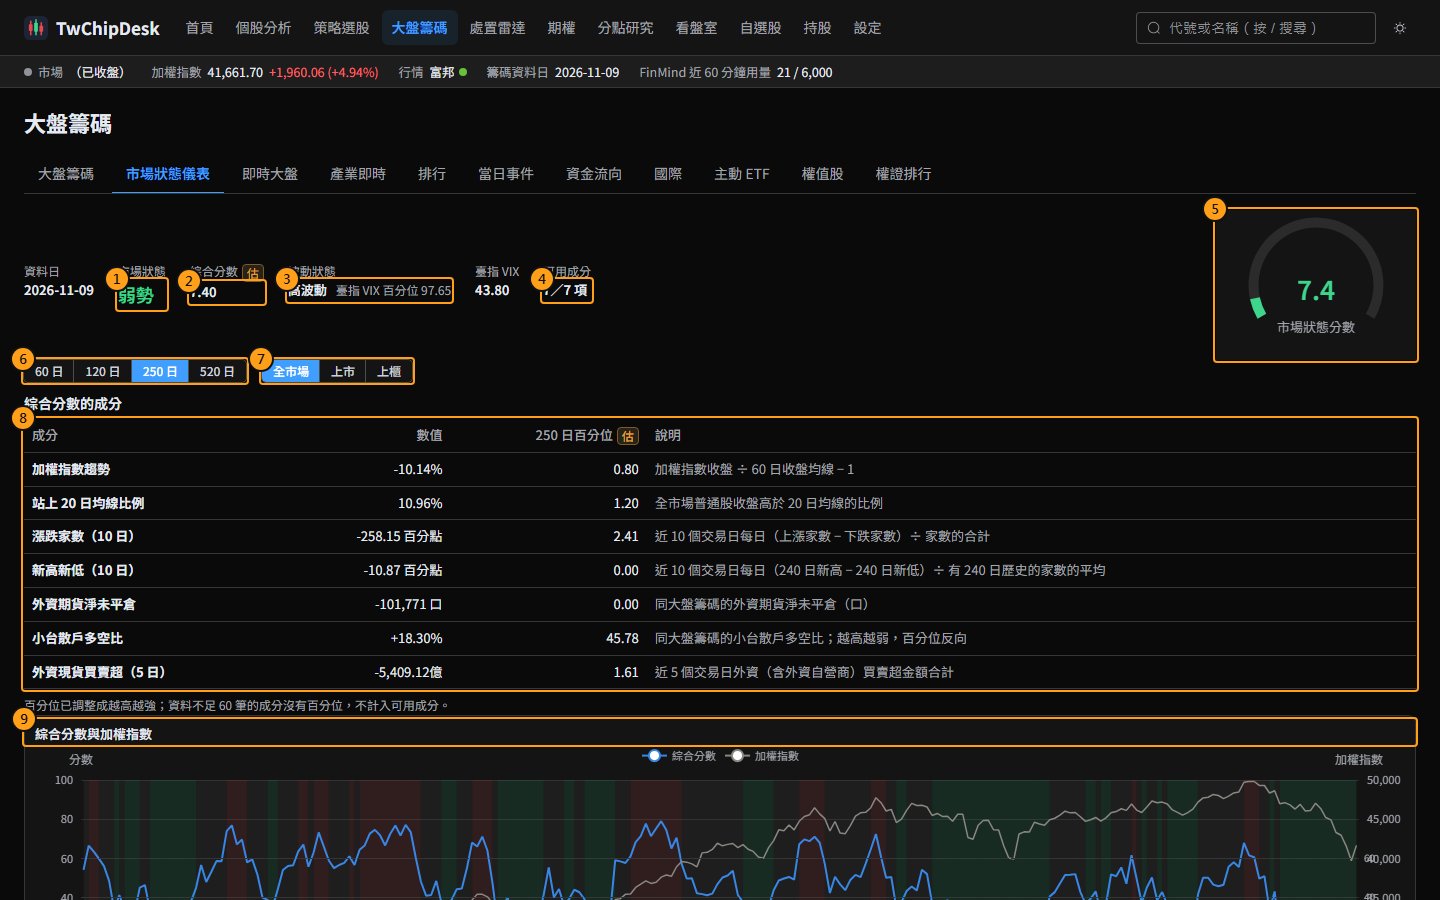 TwChipDesk 首頁 個股分析 策略選股 大盤籌碼 處置雷達 期權 分點研究 看盤室 自選股 持股 設定 代號或名稱（按 / 搜尋）
市場 （已收盤） 加權指數 41,661.70 +1,960.06 (+4.94%) 行情 富邦 籌碼資料日 2026-11-09 FinMind 近 60 分鐘用量 21 / 6,000
大盤籌碼
大盤籌碼 市場狀態儀表 即時大盤 產業即時 排行 當日事件 資金流向 國際 主動 ETF 權值股 權證排行
5
資料日 場狀態 合分數 估 動狀態 臺指 VIX 用成分
1 2 3 4
2026-11-09 弱勢 7.40 高波動 臺指 VIX 百分位 97.65 43.80 7／7 項
7.4
市場狀態分數
6 7
60 日 120 日 250 日 520 日 全市場 上市 上櫃
綜合分數的成分
8
成分 數值 250 日百分位 估 說明
加權指數趨勢 -10.14% 0.80 加權指數收盤 ÷ 60 日收盤均線 − 1
站上 20 日均線比例 10.96% 1.20 全市場普通股收盤高於 20 日均線的比例
漲跌家數（10 日） -258.15 百分點 2.41 近 10 個交易日每日（上漲家數 − 下跌家數）÷ 家數的合計
新高新低（10 日） -10.87 百分點 0.00 近 10 個交易日每日（240 日新高 − 240 日新低）÷ 有 240 日歷史的家數的平均
外資期貨淨未平倉 -101,771 口 0.00 同大盤籌碼的外資期貨淨未平倉（口）
小台散戶多空比 +18.30% 45.78 同大盤籌碼的小台散戶多空比；越高越弱，百分位反向
外資現貨買賣超（5 日） -5,409.12億 1.61 近 5 個交易日外資（含外資自營商）買賣超金額合計
百分位已調整成越高越強；資料不足 60 筆的成分沒有百分位，不計入可用成分。
9
綜合分數與加權指數
分數 綜合分數 加權指數 加權指數
100 50,000
80 45,000
60 40,000
40